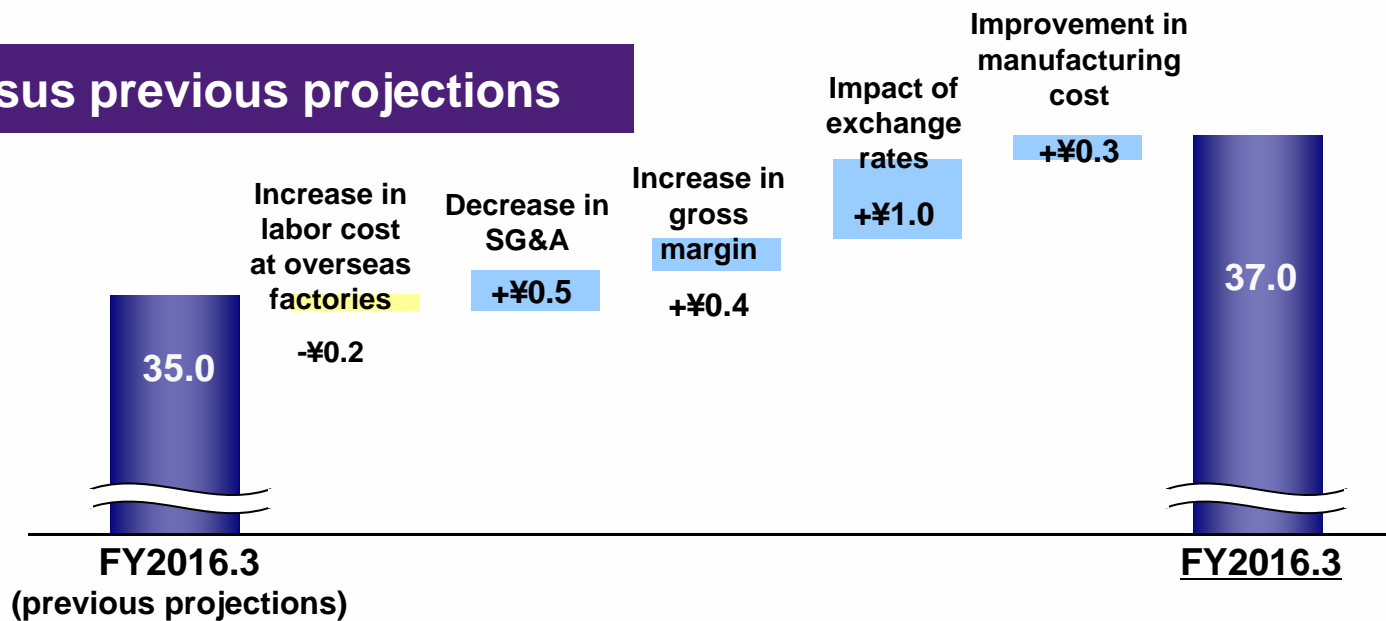 previous projections
Improvement in
manufacturing
cost
+¥0.3
Impact of
exchange
rates
+¥1.0
Increase in
gross
margin
+¥0.4
Decrease in
SG&A
+¥0.5
Increase in
labor cost
at overseas
factories
-¥0.2
35.0
37.0
FY2016.3
(previous projections)
FY2016.3